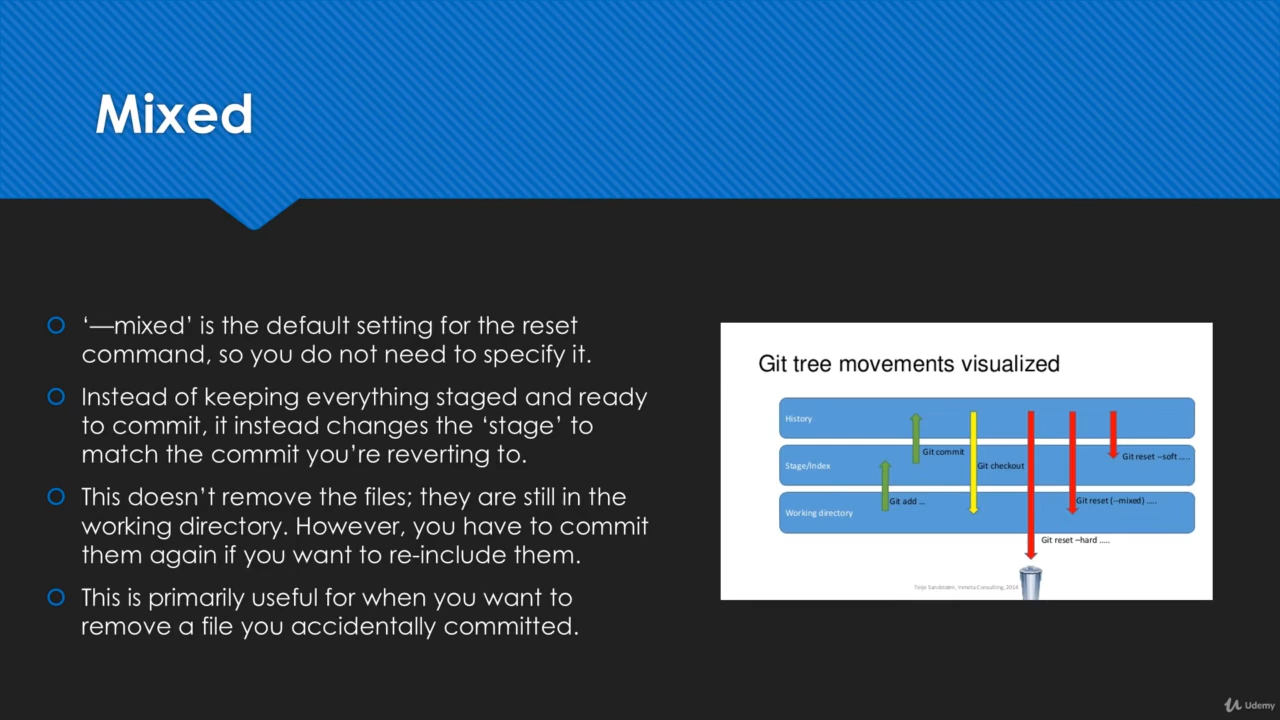 Mixed
‘—mixed’ is the default setting for the reset
command, so you do not need to specify it.
Instead of keeping everything staged and ready
to commit, it instead changes the ‘stage’ to
match the commit you’re reverting to.
This doesn’t remove the files; they are still in the
working directory. However, you have to commit
them again if you want to re-include them.
This is primarily useful for when you want to
remove a file you accidentally committed.
Git tree movements visualized
History
Git commit
Git reset --soft .....
Stage/Index
Git checkout
Git add ...
Git reset (--mixed) .....
Working directory
Git reset --hard .....
Consulting, 2014
Udemy